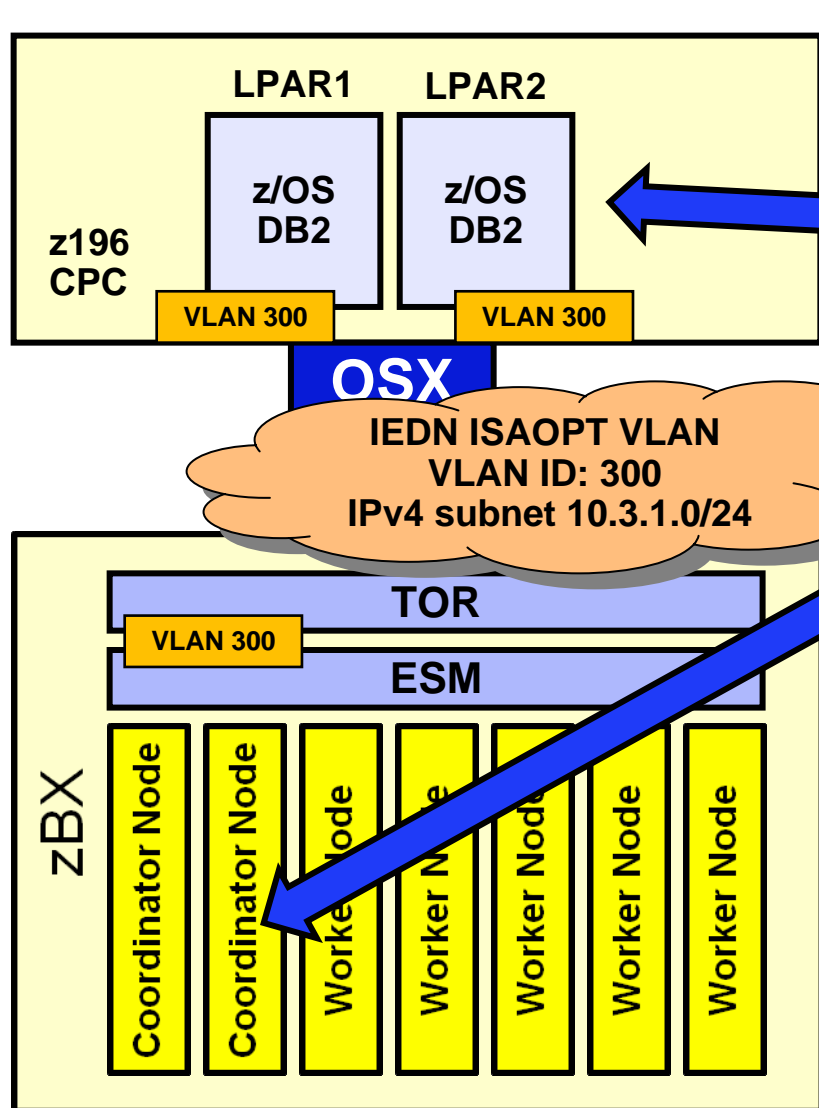 LPAR1
LPAR2
z/OS
DB2
z/OS
DB2
z196
CPC
VLAN 300
VLAN 300
OSX
IEDN ISAOPT VLAN
VLAN ID: 300
IPv4 subnet 10.3.1.0/24
TOR
VLAN 300
ESM
zBX
Coordinator Node
Coordinator Node
Worker Node
Worker Node
Worker Node
Worker Node
Worker Node